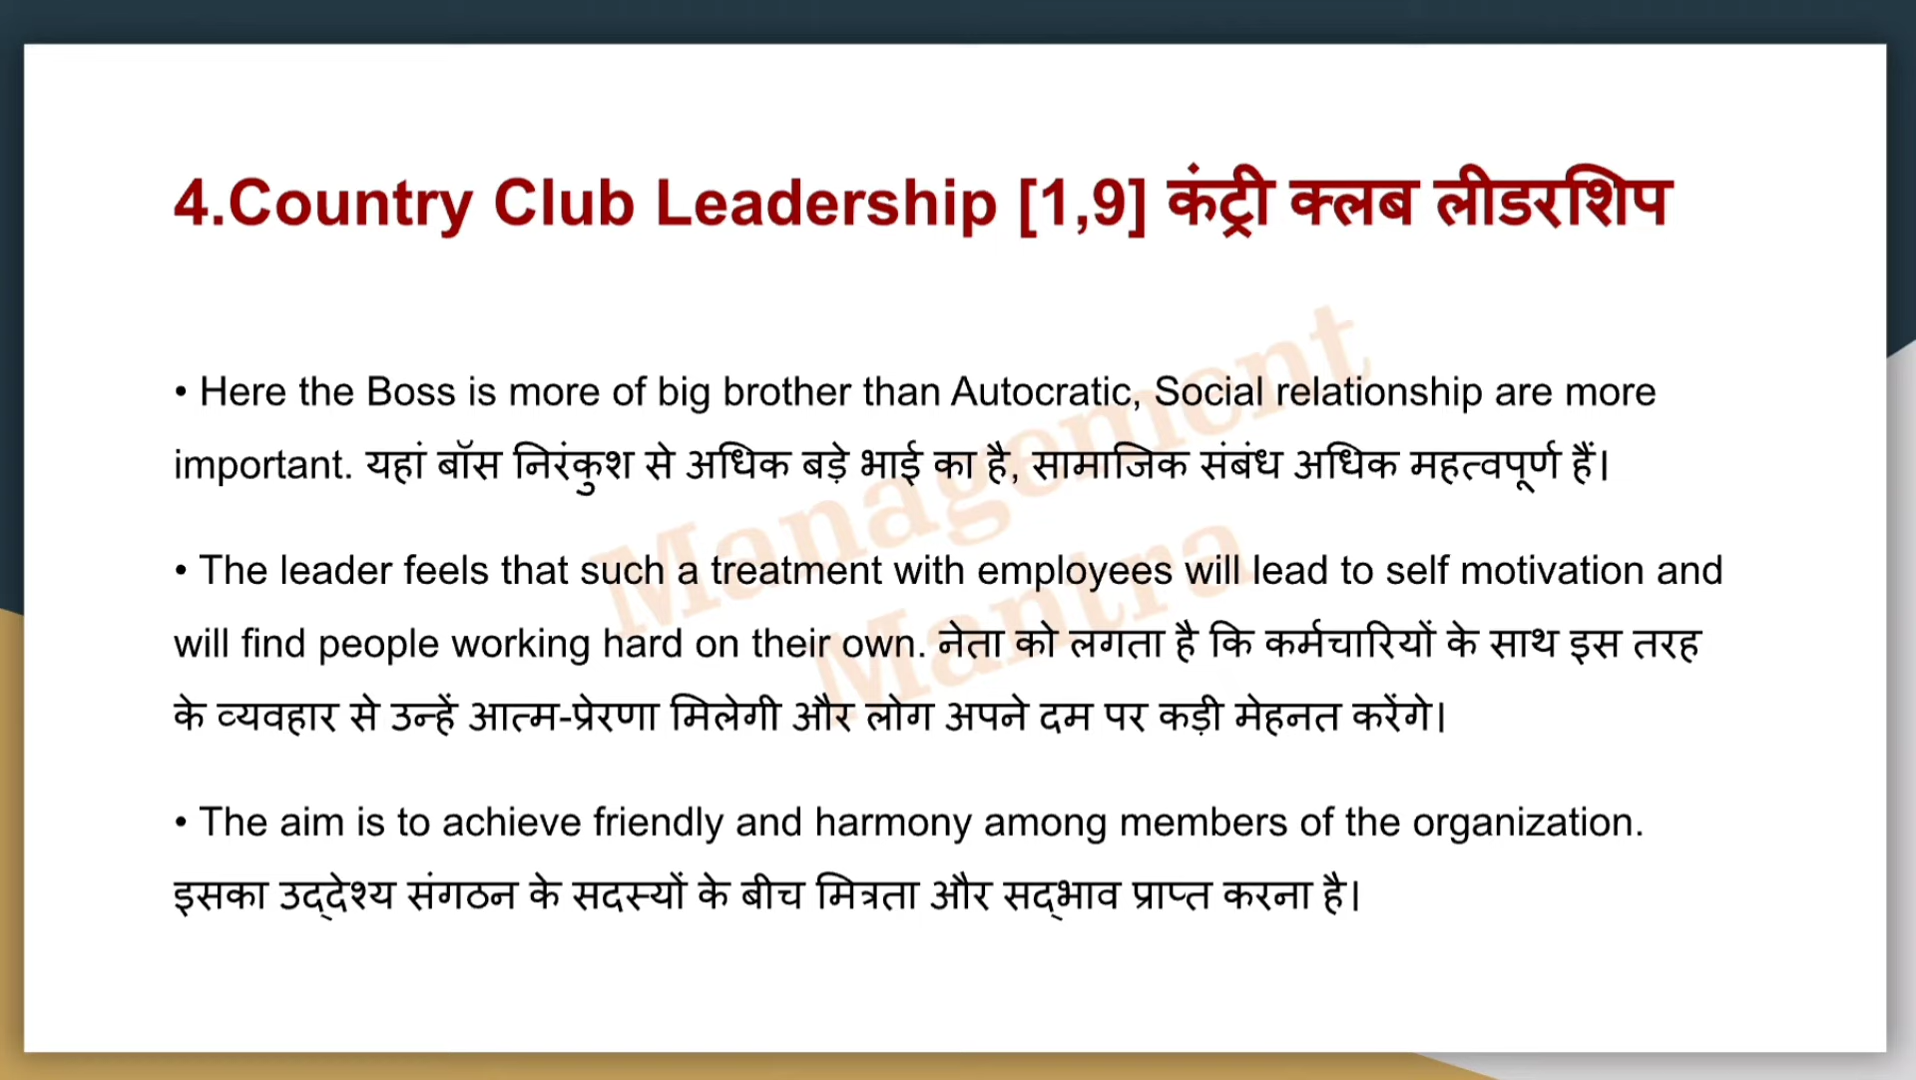 4.Country Club Leadership [1,9] कंट्री क्लब लीडरशिप
• Here the Boss is more of big brother than Autocratic, Social relationship are more
important. यहां बॉस निरंकुश से अधिक बड़े भाई का है, सामाजिक संबंध अधिक महत्वपूर्ण हैं।
• The leader feels that such a treatment with employees will lead to self motivation and
will find people working hard on their own. नेता को लगता है कि कर्मचारियों के साथ इस तरह
के व्यवहार से उन्हें आत्म-प्रेरणा मिलेगी और लोग अपने दम पर कड़ी मेहनत करेंगे।
• The aim is to achieve friendly and harmony among members of the organization.
इसका उद्देश्य संगठन के सदस्यों के बीच मित्रता और सद्भाव प्राप्त करना है।
Management
Mantra